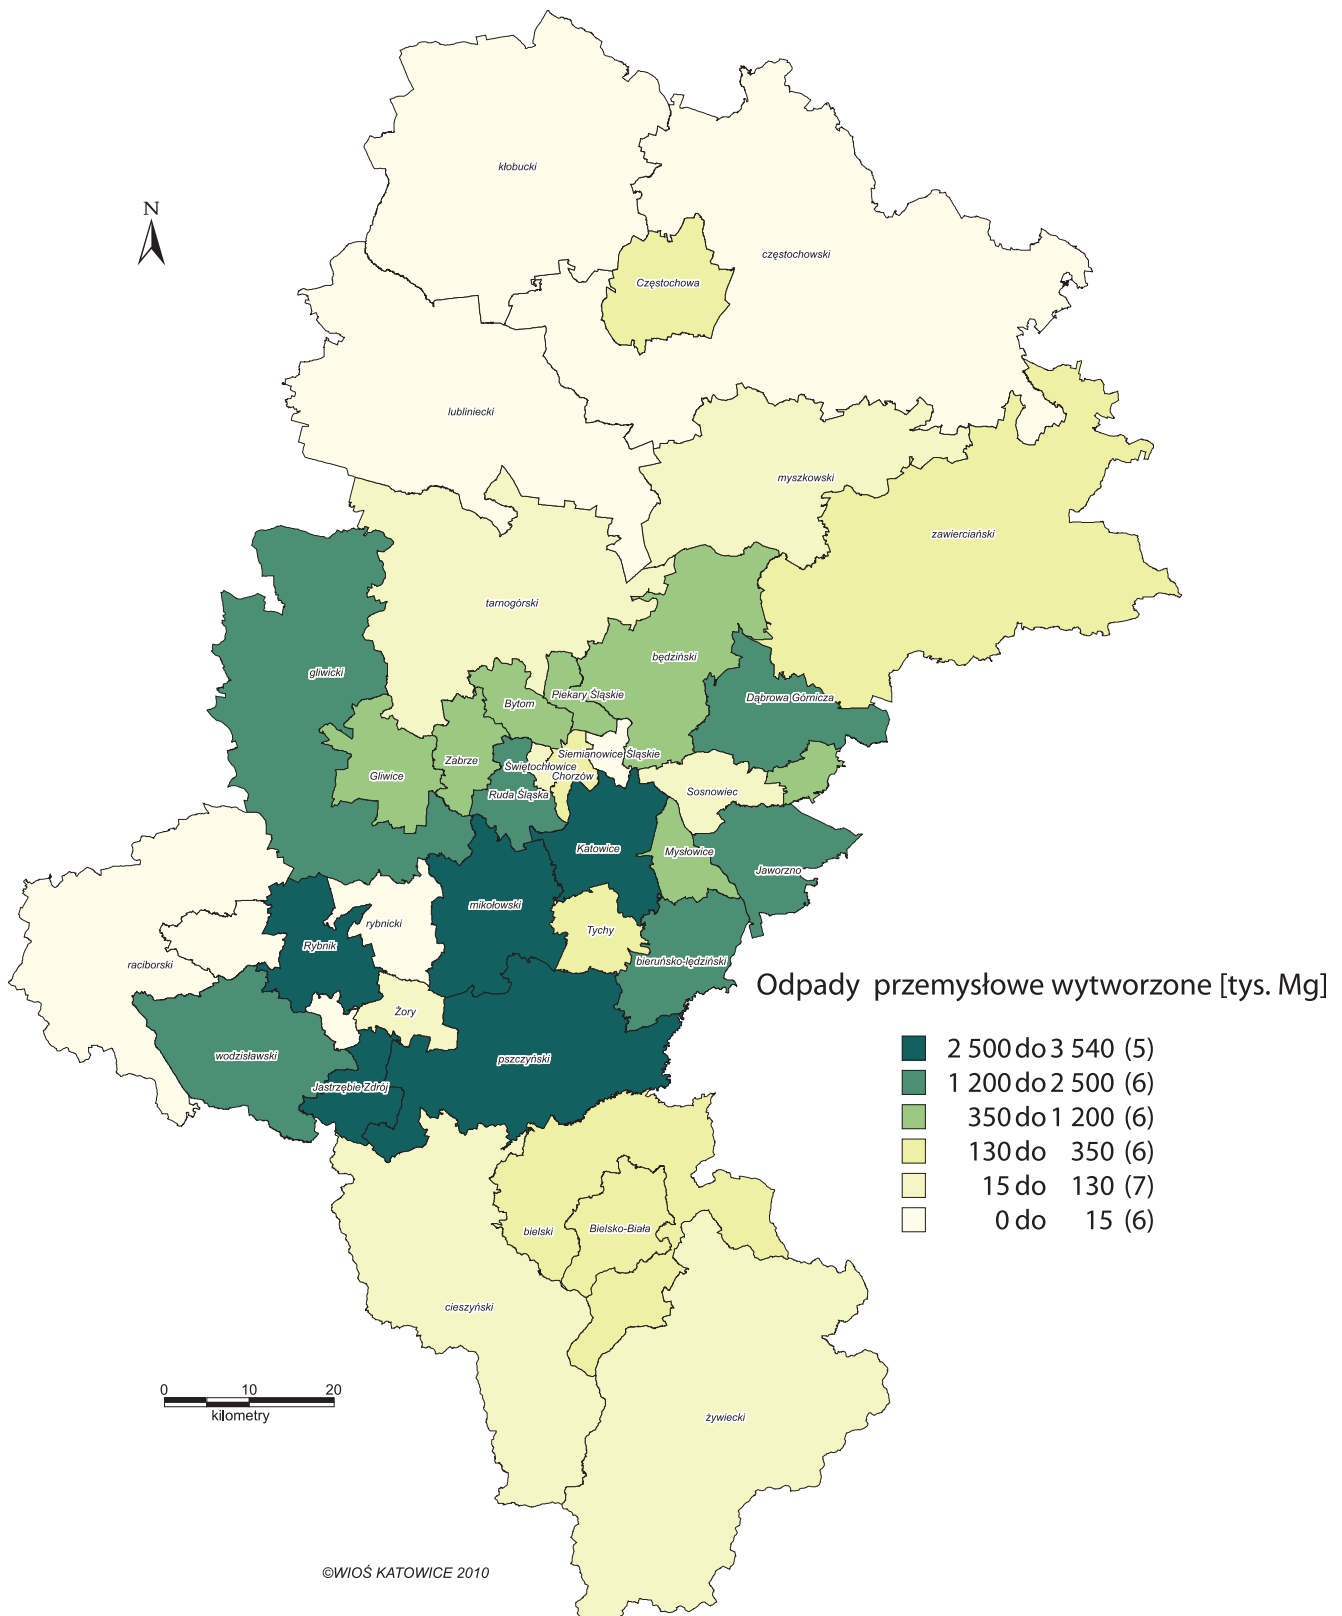 kłobucki
N
częstochowski
Częstochowa
lubliniecki
myszkowski
zawierciański
tarnogórski
będziński
gliwicki
Piekary Śląskie
Dąbrowa Górnicza
Bytom
Siemianowice Śląskie
Zabrze
Świętochłowice
Gliwice
Chorzów
Sosnowiec
Ruda Śląska
Katowice
Mysłowice
Jaworzno
mikołowski
rybnicki
Tychy
Rybnik
bieruńsko-lędziński
raciborski
Odpady przemysłowe wytworzone [tys. Mg]
Żory
2 500 do 3 540 (5)
wodzisławski
pszczyński
1 200 do 2 500 (6)
Jastrzębie Zdrój
350 do 1 200 (6)
130 do 350 (6)
15 do 130 (7)
0 do 15 (6)
bielski
Bielsko-Biała
cieszyński
0 10 20
kilometry
żywiecki
©WIOŚ KATOWICE 2010